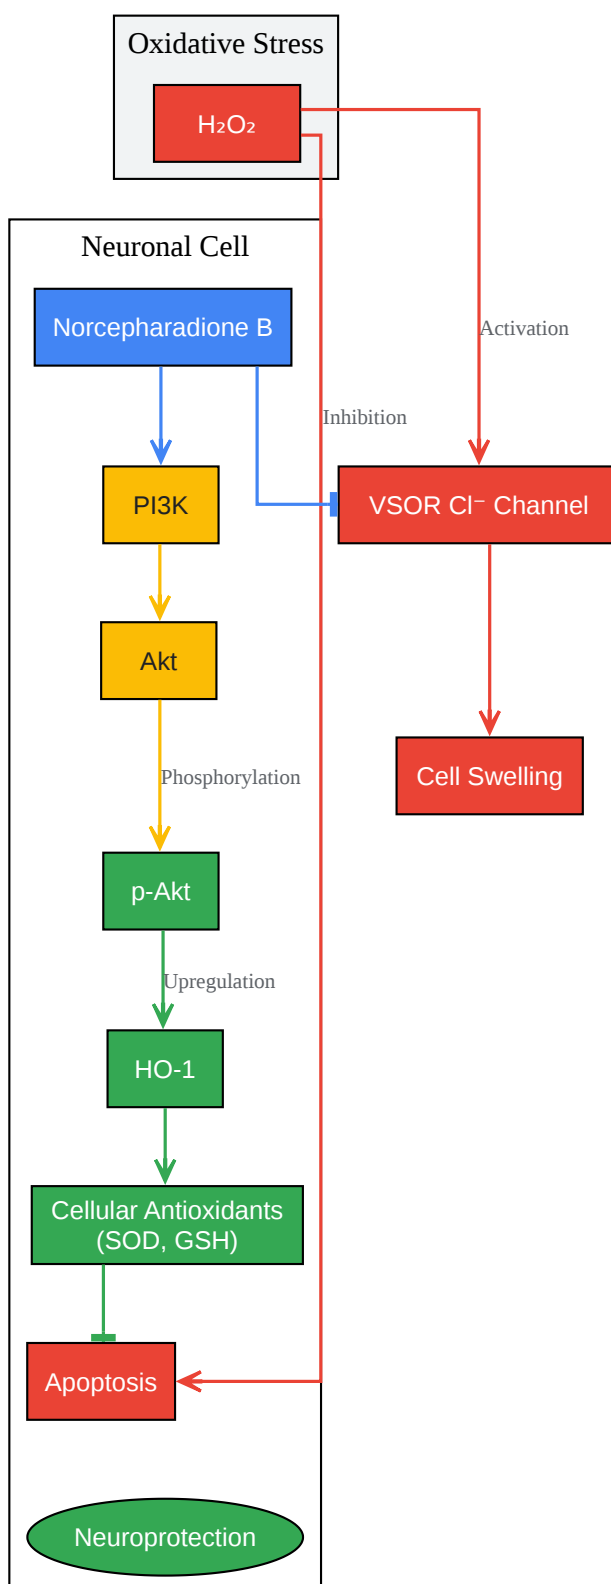 Oxidative Stress
H₂O₂
Neuronal Cell
Norcepharadione B
Activation
Inhibition
PI3K
VSOR Cl⁻ Channel
Akt
Phosphorylation
Cell Swelling
p-Akt
Upregulation
HO-1
Cellular Antioxidants
(SOD, GSH)
Apoptosis
Neuroprotection